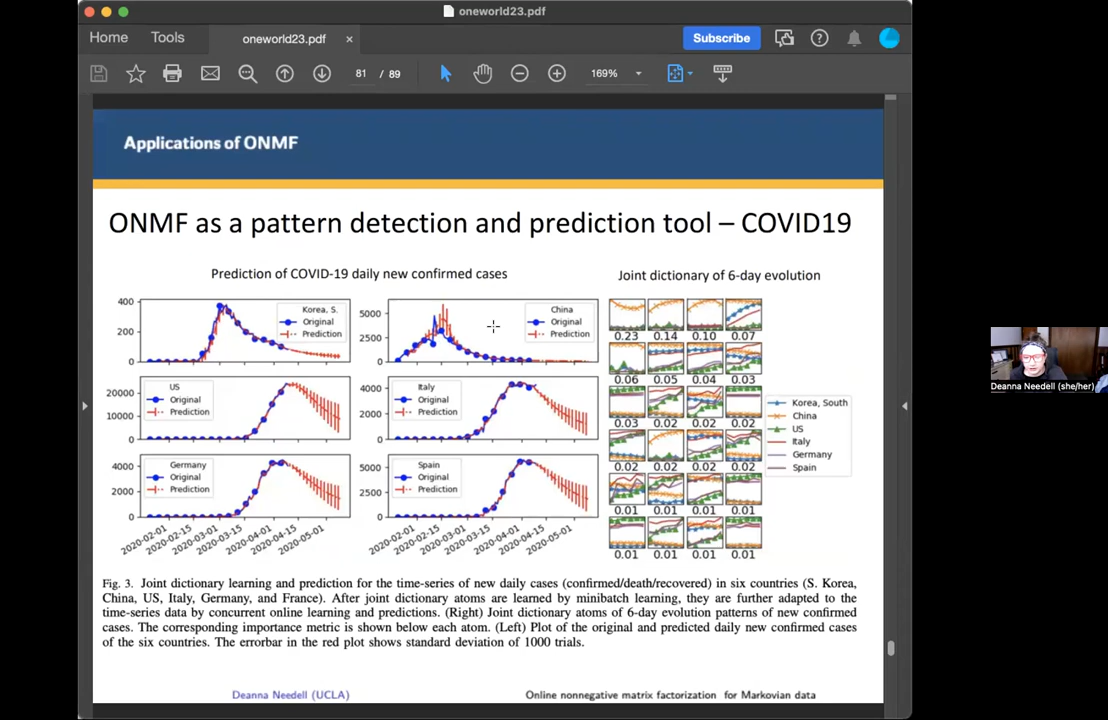 oneworld23.pdf
Home
Tools
oneworld23.pdf
×
Subscribe
81 / 89
169%
Applications of ONMF
ONMF as a pattern detection and prediction tool – COVID19
Prediction of COVID-19 daily new confirmed cases
Joint dictionary of 6-day evolution
400
200
0
Korea, S.
Original
Prediction
5000
2500
0
China
Original
Prediction
20000
10000
0
US
Original
Prediction
4000
2000
0
Italy
Original
Prediction
4000
2000
0
Germany
Original
Prediction
5000
2500
0
Spain
Original
Prediction
2020-02-01
2020-02-15
2020-03-01
2020-03-15
2020-04-01
2020-04-15
2020-05-01
2020-02-01
2020-02-15
2020-03-01
2020-03-15
2020-04-01
2020-04-15
2020-05-01
0.23 0.14 0.10 0.07
0.06 0.05 0.04 0.03
0.03 0.02 0.02 0.02
0.02 0.02 0.02 0.02
0.01 0.01 0.01 0.01
0.01 0.01 0.01 0.01
Korea, South
China
US
Italy
Germany
Spain
Fig. 3. Joint dictionary learning and prediction for the time-series of new daily cases (confirmed/death/recovered) in six countries (S. Korea,
China, US, Italy, Germany, and France). After joint dictionary atoms are learned by minibatch learning, they are further adapted to the
time-series data by concurrent online learning and predictions. (Right) Joint dictionary atoms of 6-day evolution patterns of new confirmed
cases. The corresponding importance metric is shown below each atom. (Left) Plot of the original and predicted daily new confirmed cases
of the six countries. The errorbar in the red plot shows standard deviation of 1000 trials.
Deanna Needell (UCLA)
Online nonnegative matrix factorization for Markovian data
Deanna Needell (she/her)